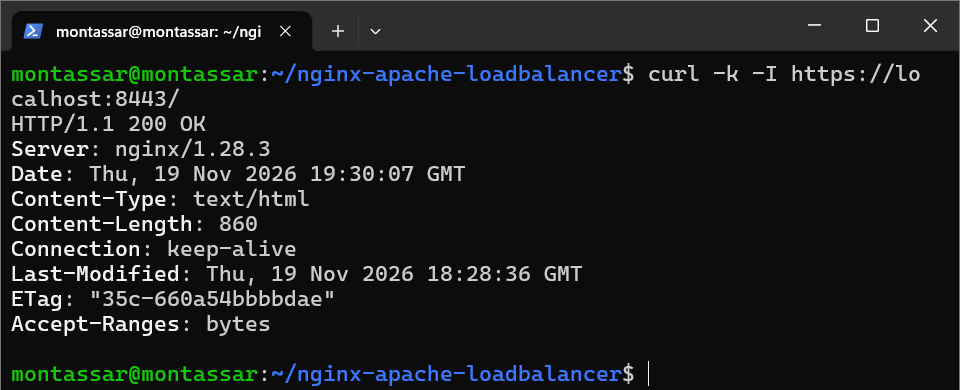 montassar@montassar: ~/ngi
montassar@montassar:~/nginx-apache-loadbalancer$ curl -k -I https://lo
calhost:8443/
HTTP/1.1 200 OK
Server: nginx/1.28.3
Date: Thu, 19 Nov 2026 19:30:07 GMT
Content-Type: text/html
Content-Length: 860
Connection: keep-alive
Last-Modified: Thu, 19 Nov 2026 18:28:36 GMT
ETag: "35c-660a54bbbbdae"
Accept-Ranges: bytes
montassar@montassar:~/nginx-apache-loadbalancer$